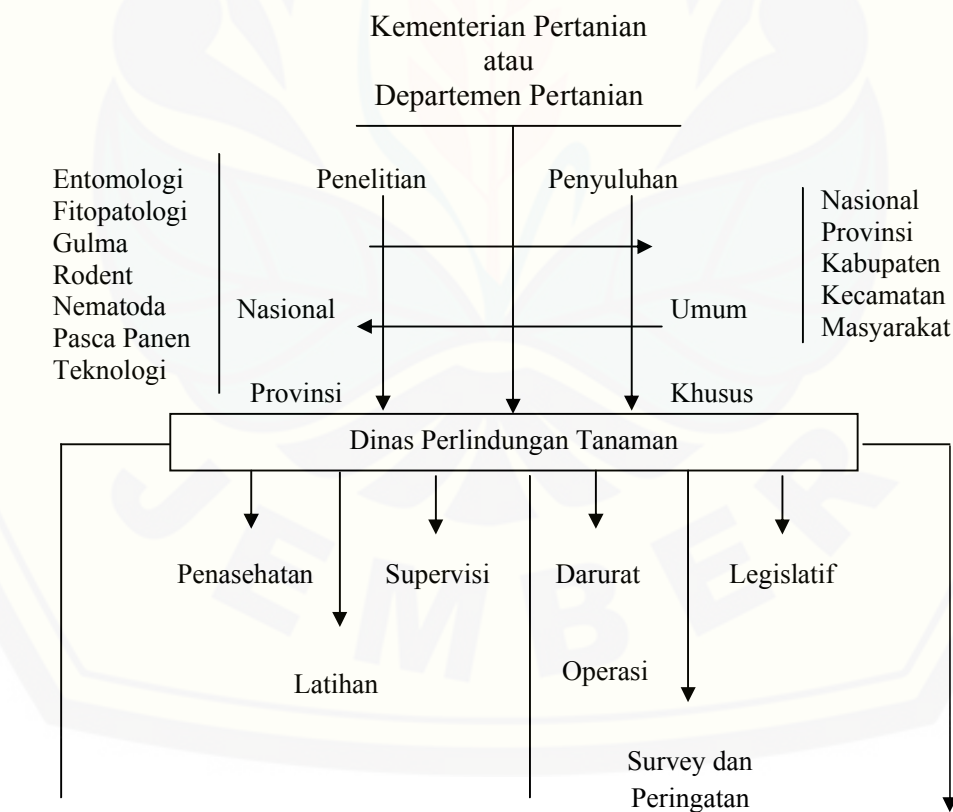 Kementerian Pertanian
atau
Departemen Pertanian
Entomologi
Fitopatologi
Gulma
Rodent
Nematoda
Pasca Panen
Teknologi
Penelitian
Penyuluhan
Nasional
Provinsi
Kabupaten
Kecamatan
Masyarakat
Nasional
Umum
Provinsi
Khusus
Dinas Perlindungan Tanaman
Penasehatan
Supervisi
Darurat
Legislatif
Latihan
Operasi
Survey dan
Peringatan
JEMBER